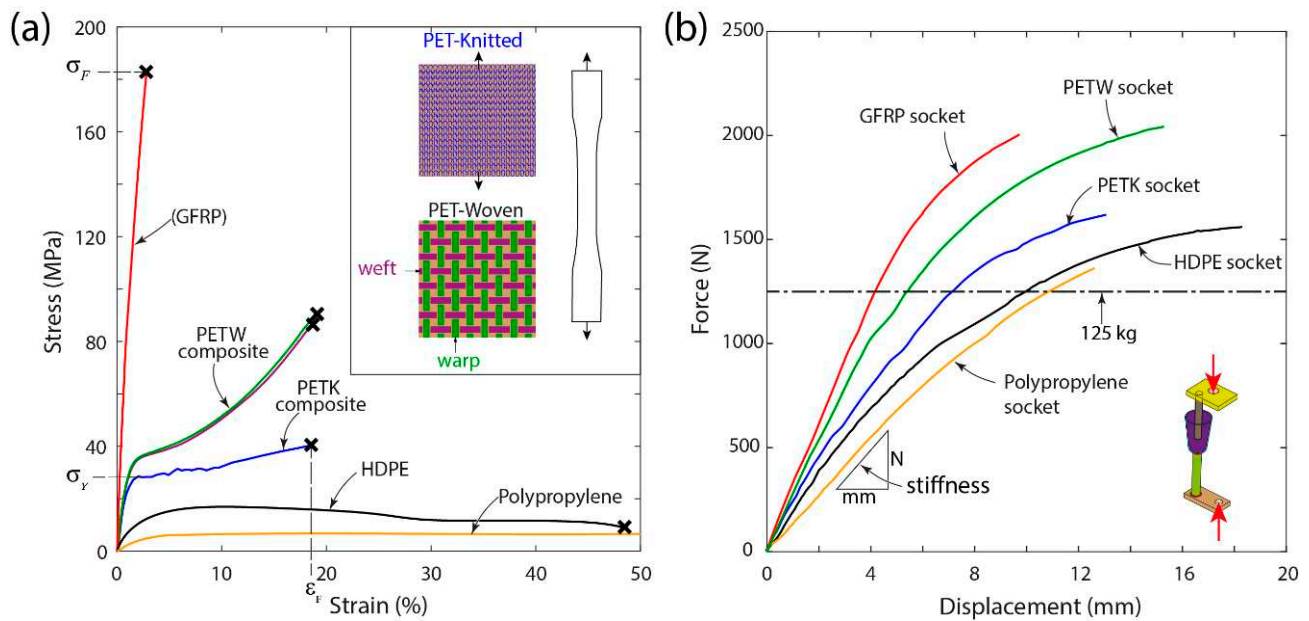 (a)
200
160
120
80
40
0
Stress (MPa)
σF
σY
(GFRP)
PETW
composite
PETK
composite
HDPE
Polypropylene
PET-Knitted
PET-Woven
weft
warp
0
10
20
30
40
50
εF
Strain (%)
(b)
2500
2000
1500
1000
500
0
Force (N)
GFRP socket
PETW socket
PETK socket
HDPE socket
125 kg
Polypropylene
socket
N
mm
stiffness
0
4
8
12
16
20
Displacement (mm)